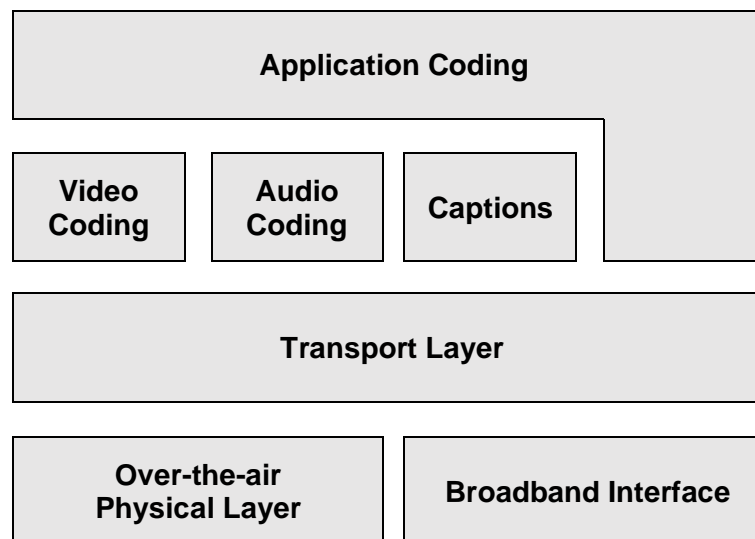 Application Coding
Video
Coding
Audio
Coding
Captions
Transport Layer
Over-the-air
Physical Layer
Broadband Interface